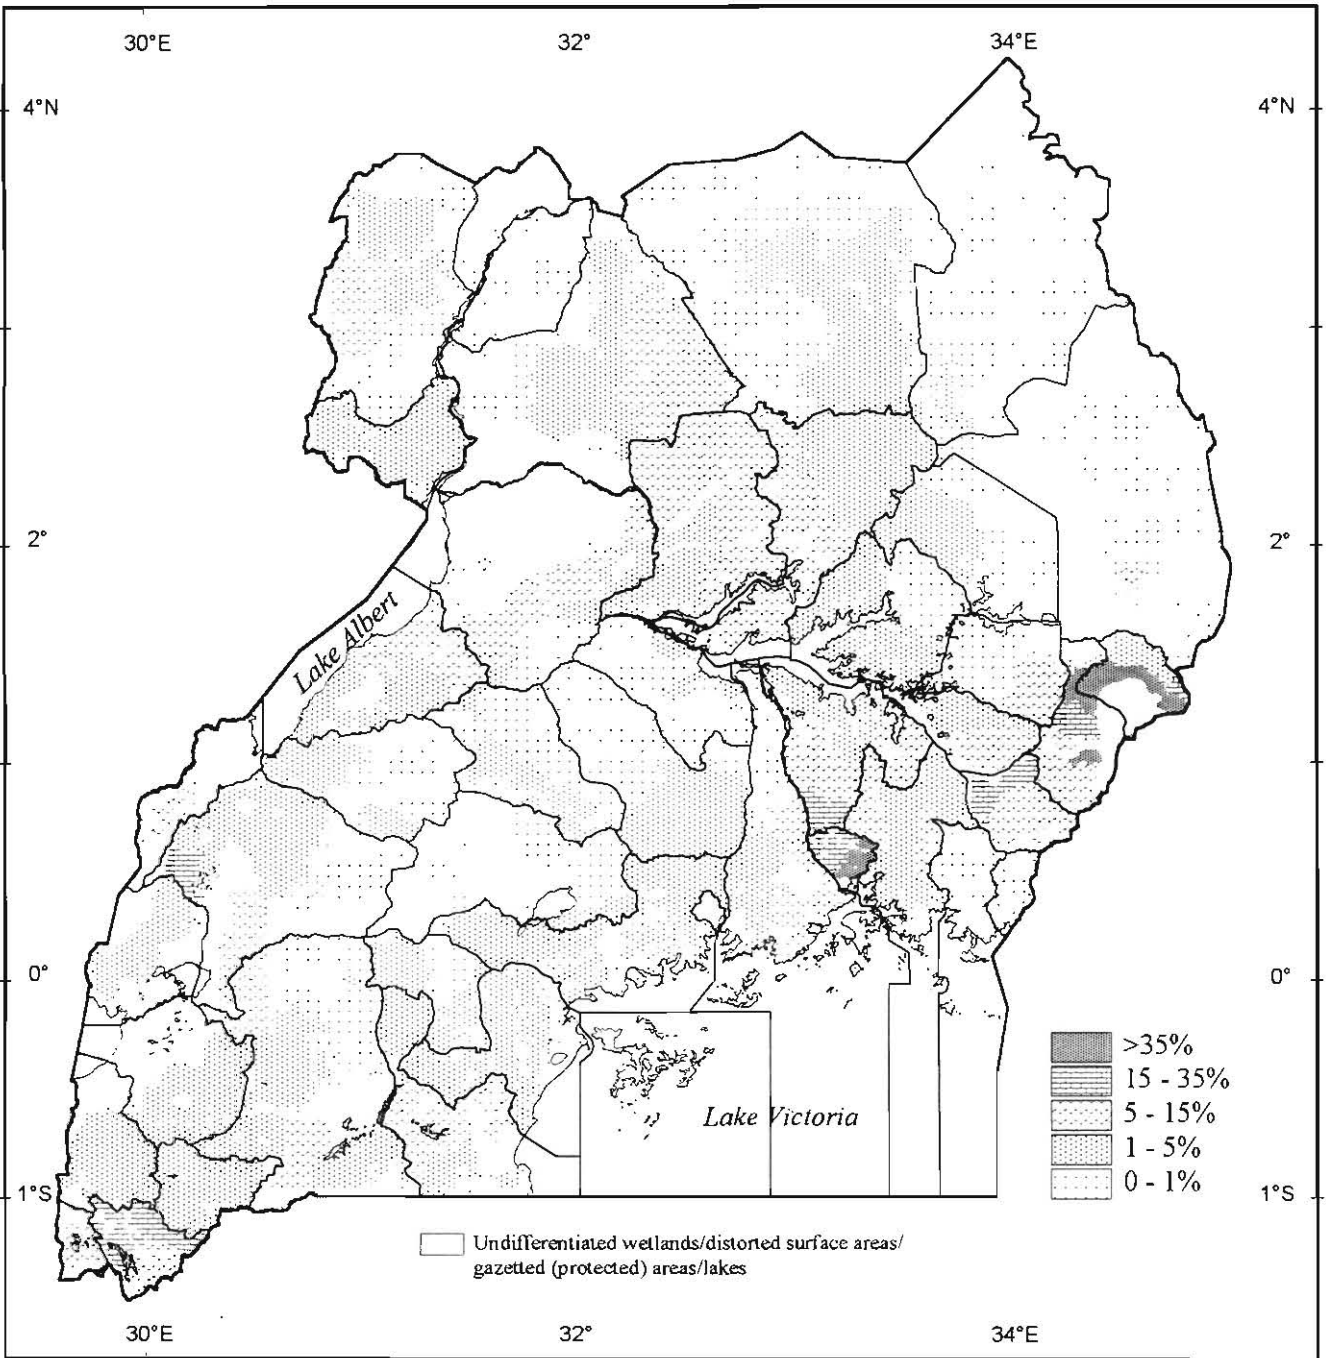 30°E 32° 34°E
4°N 4°N
2° 2°
Lake Albert
0° 0°
>35%
15 - 35%
5 - 15%
1 - 5%
0 - 1%
Lake Victoria
1°S 1°S
Undifferentiated wetlands/distorted surface areas/
gazetted (protected) areas/lakes
30°E 32° 34°E